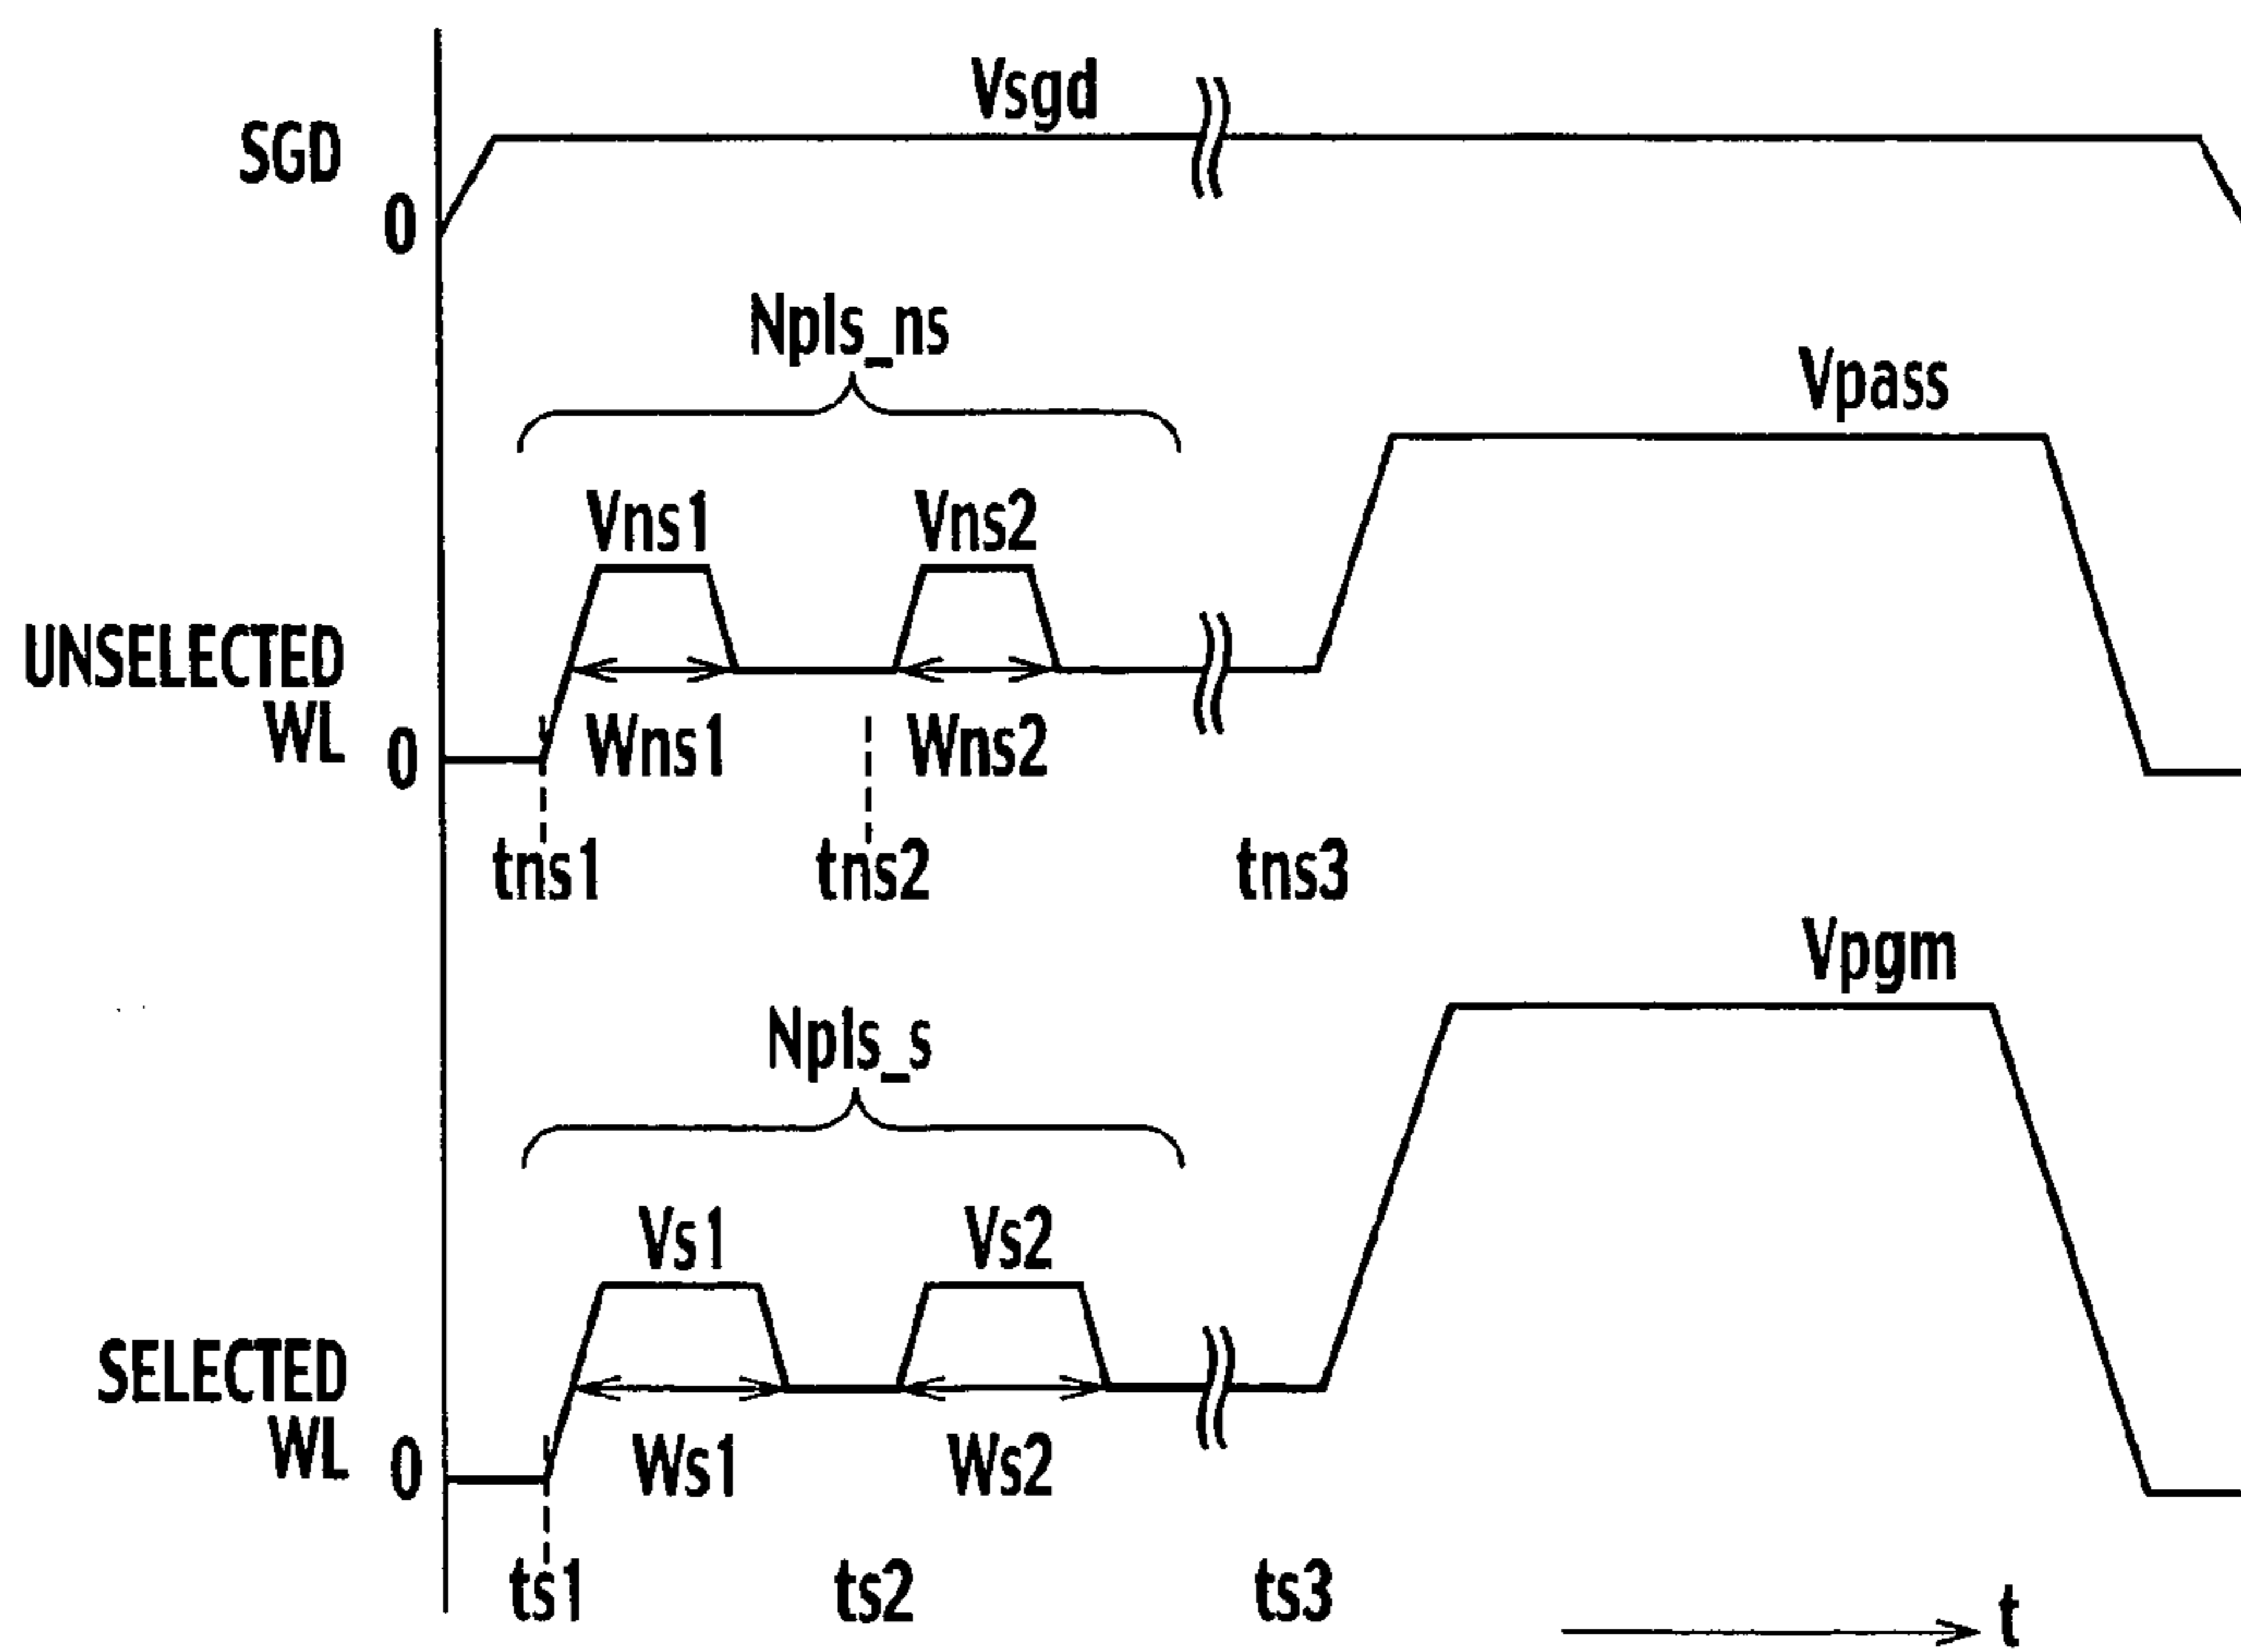 Vsgd
SGD
0
Npls_ns
Vpass
Vns1 Vns2
UNSELECTED
WL 0
Wns1 Wns2
tns1 tns2 tns3
Vpgm
Npls_s
Vs1 Vs2
SELECTED
WL 0
Ws1 Ws2
ts1 ts2 ts3
t